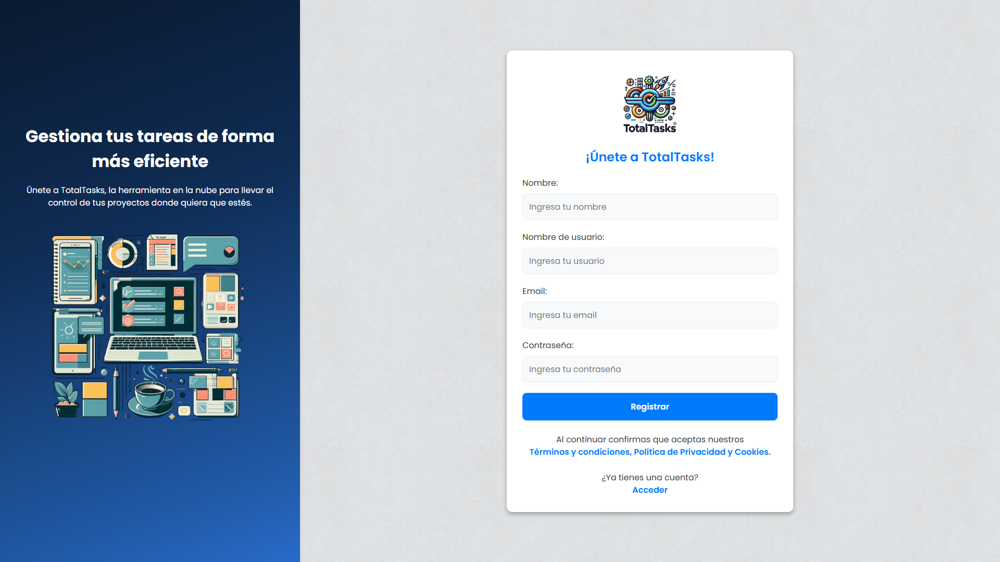 Gestiona tus tareas de forma
más eficiente
Únete a TotalTasks, la herramienta en la nube para llevar el
control de tus proyectos donde quiera que estés.
TotalTasks®
¡Únete a TotalTasks!
Nombre:
Ingresa tu nombre
Nombre de usuario:
Ingresa tu usuario
Email:
Ingresa tu email
Contraseña:
Ingresa tu contraseña
Registrar
Al continuar confirmas que aceptas nuestros
Términos y condiciones, Política de Privacidad y Cookies.
¿Ya tienes una cuenta?
Acceder